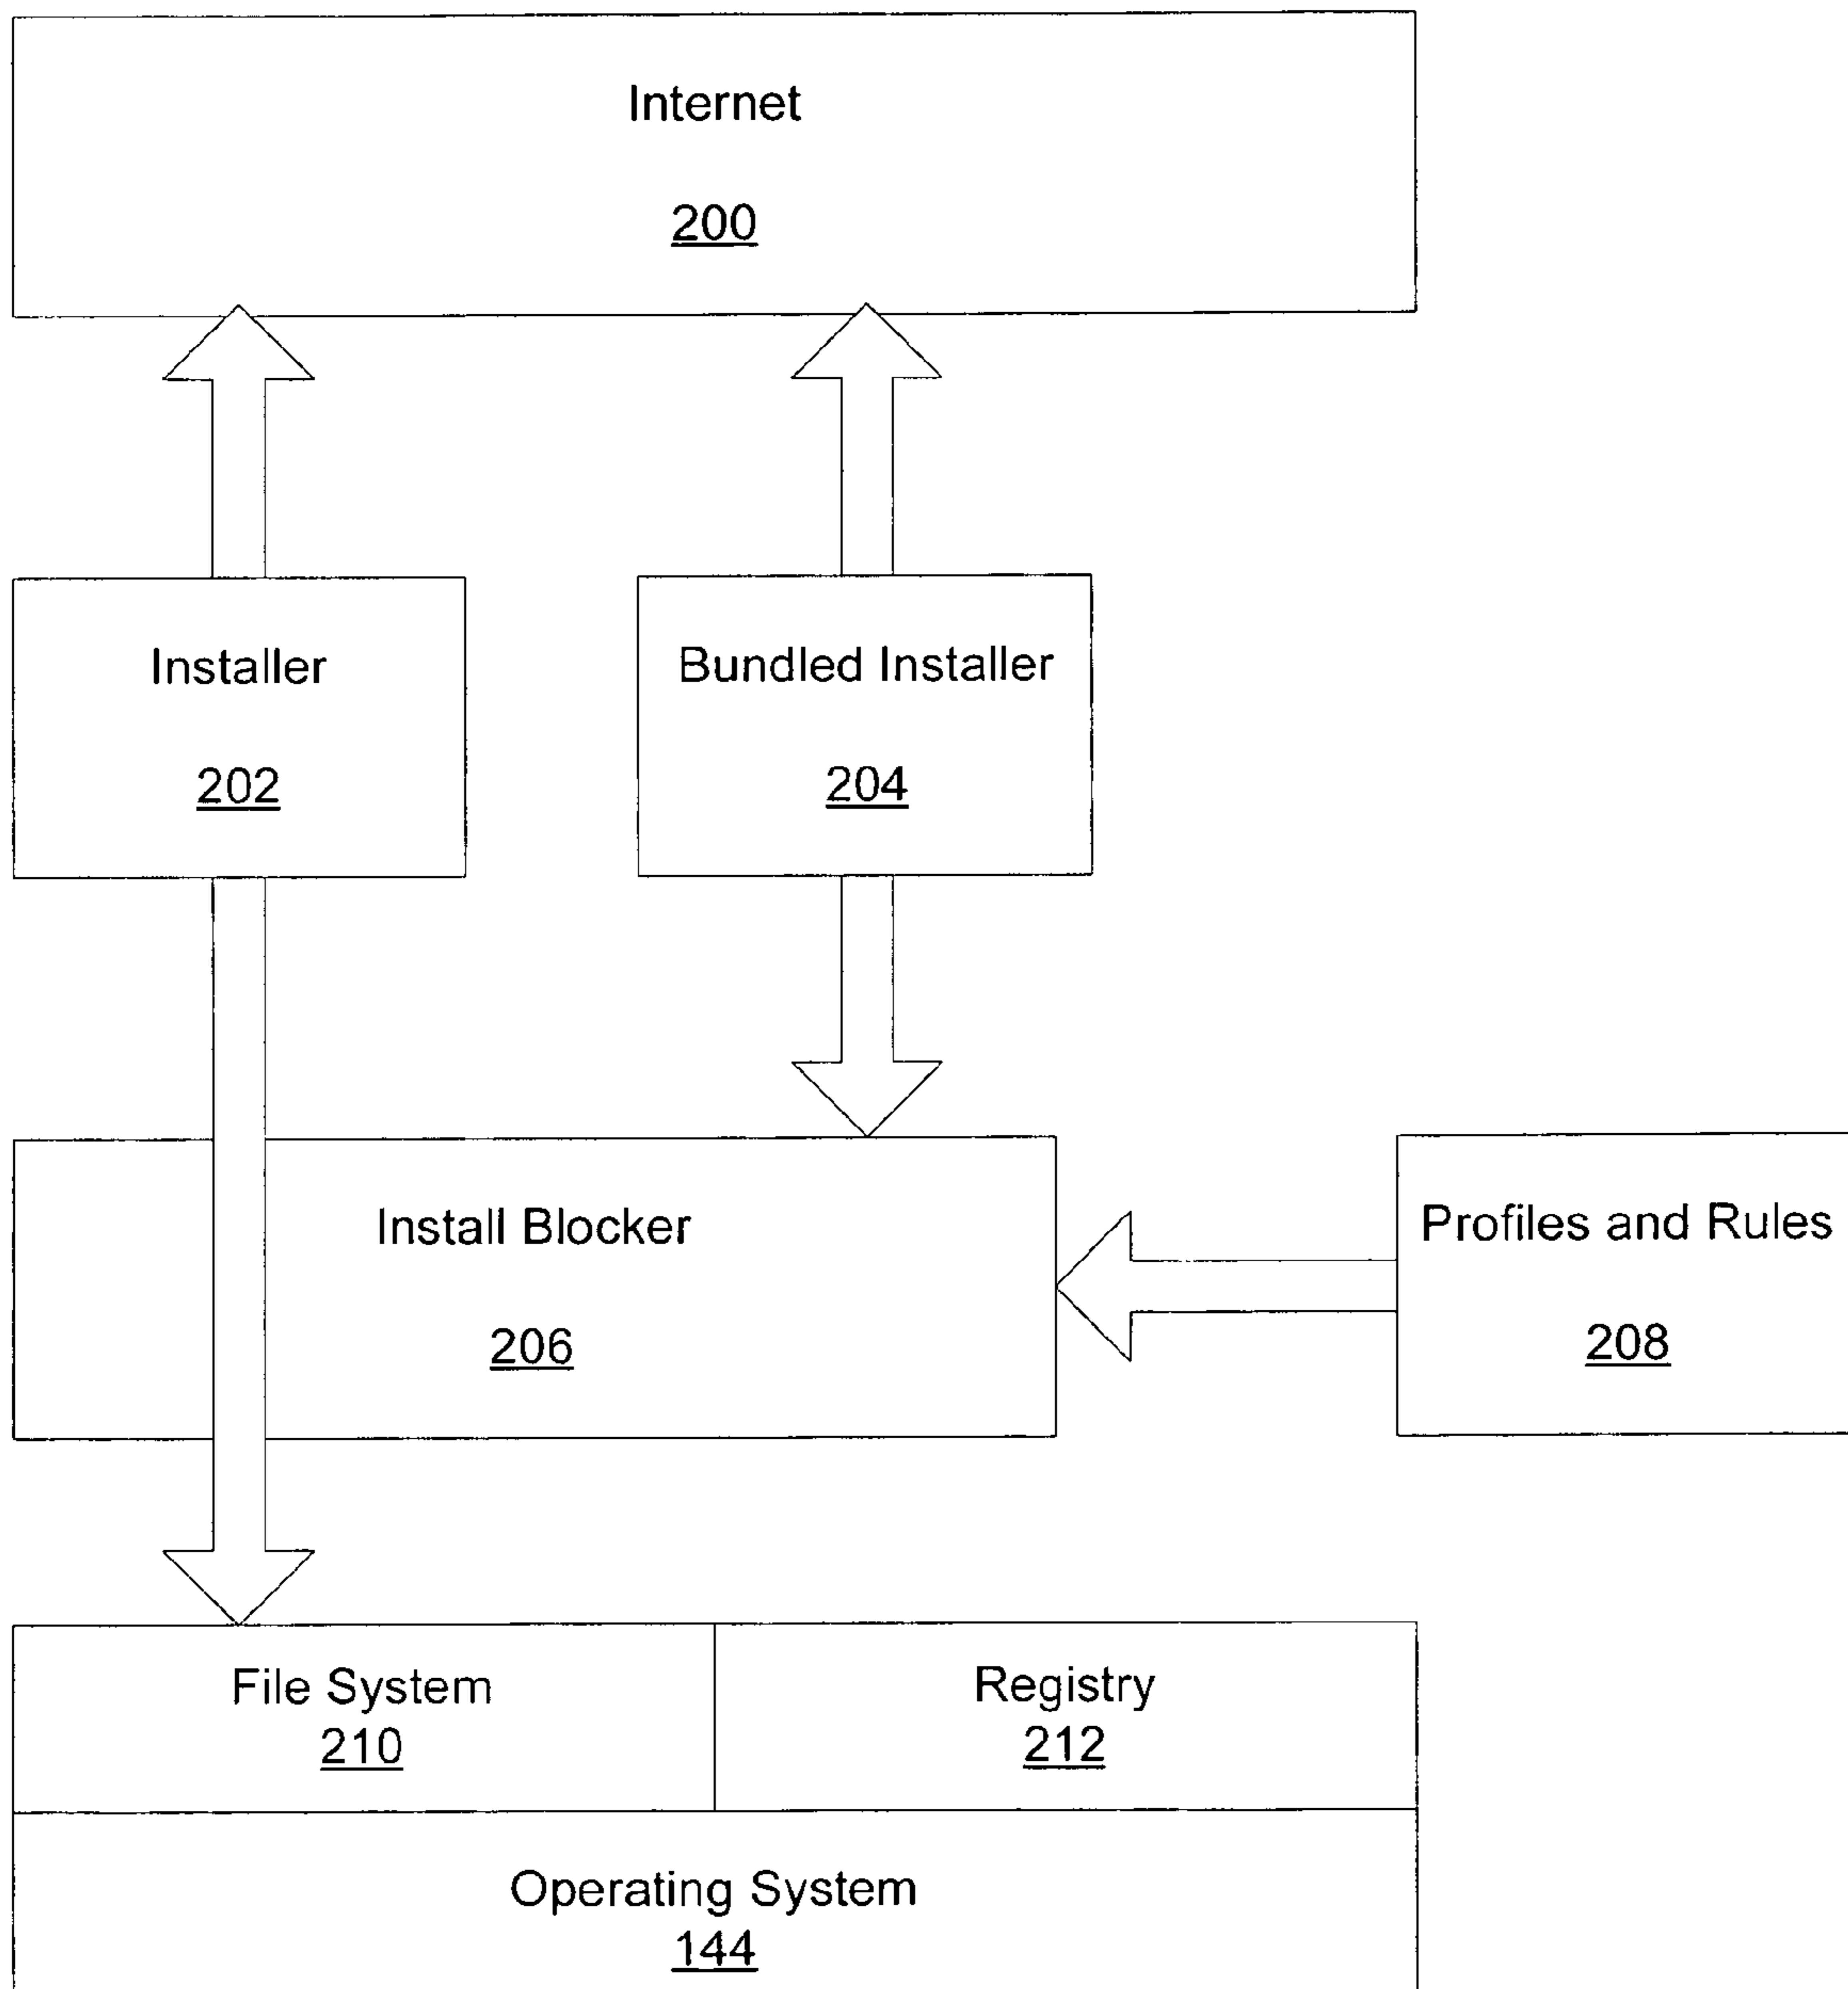 Internet
200
Installer
202
Bundled Installer
204
Install Blocker
206
Profiles and Rules
208
File System
210
Registry
212
Operating System
144